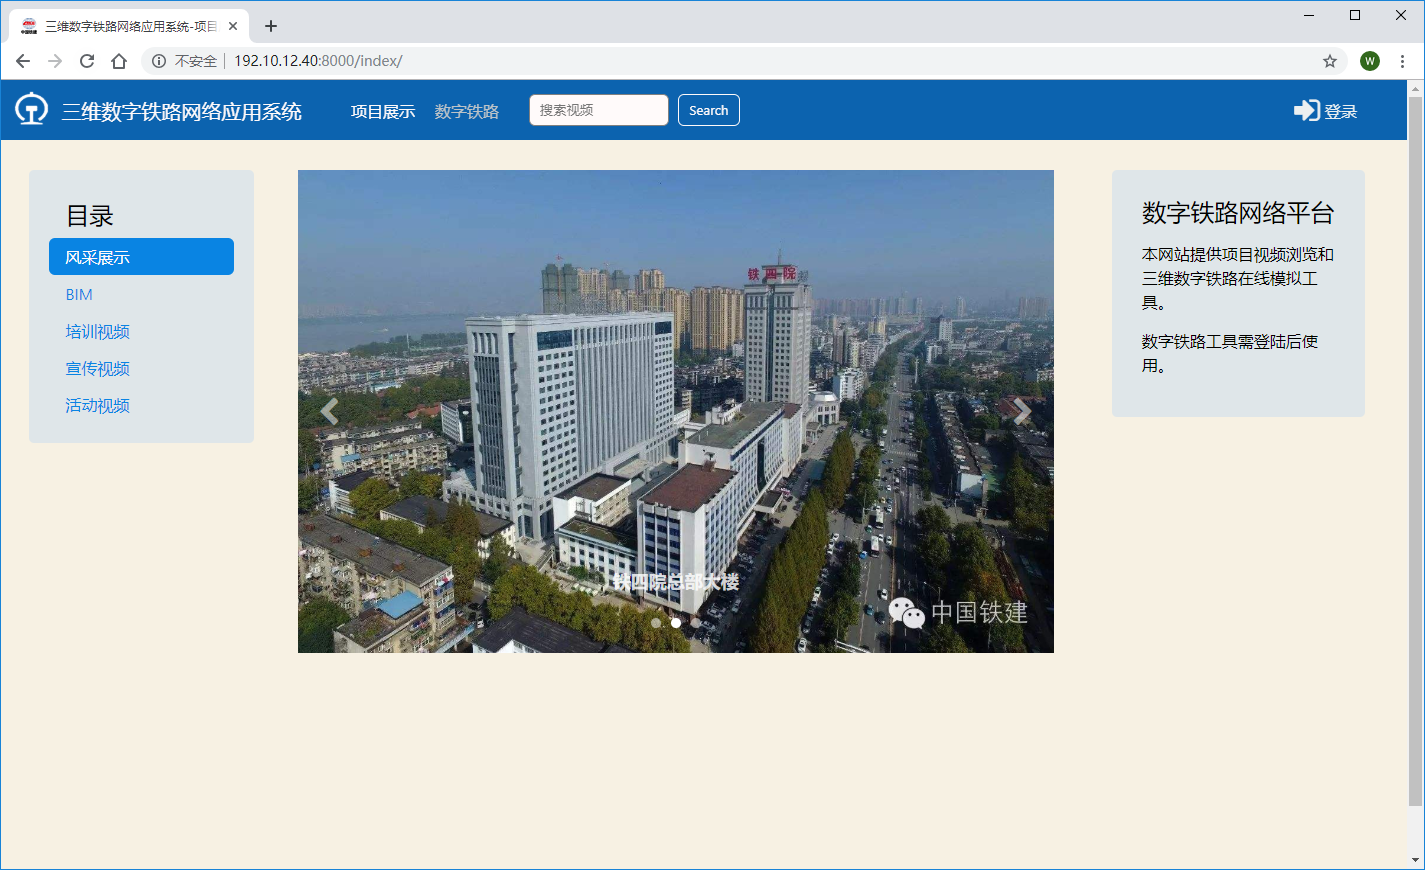 三维数字铁路网络应用系统-项目
不安全 192.10.12.40:8000/index/
W
三维数字铁路网络应用系统
项目展示
数字铁路
搜索视频
Search
登录
目录
风采展示
BIM
培训视频
宣传视频
活动视频
铁四院
铁四院总部大楼
中国铁建
数字铁路网络平台
本网站提供项目视频浏览和
三维数字铁路在线模拟工
具。
数字铁路工具需登陆后使
用。